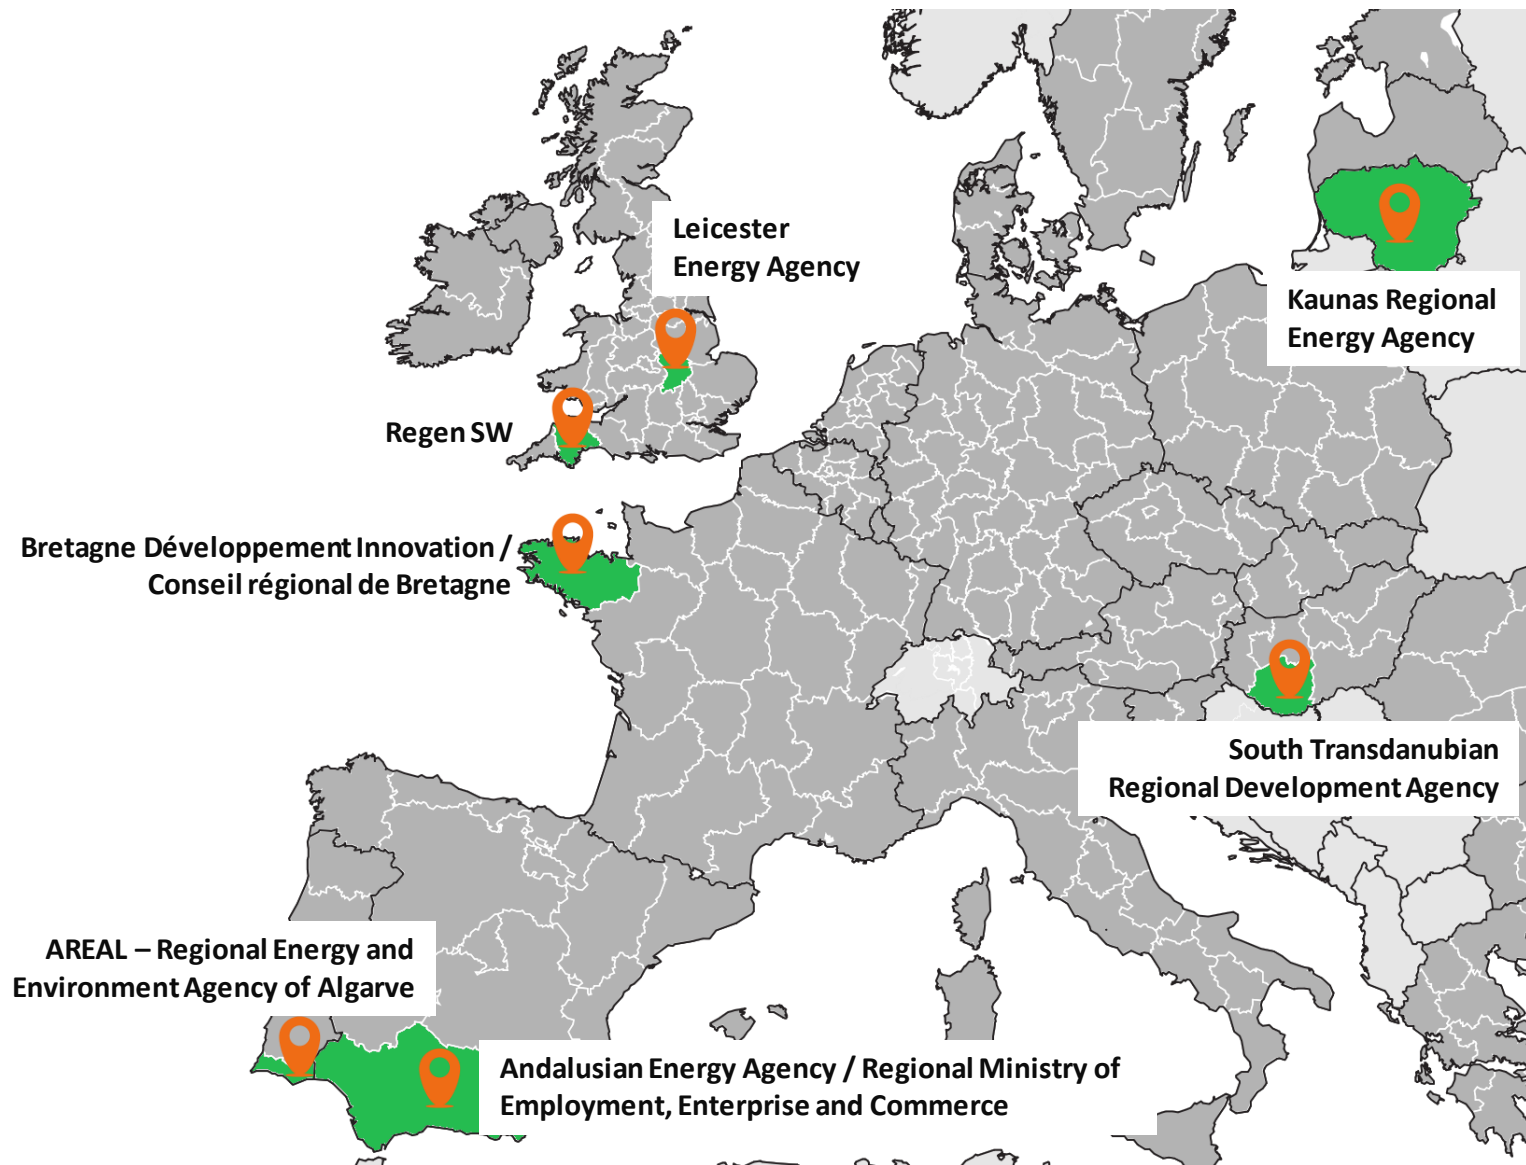 Leicester
Energy Agency
Kaunas Regional
Energy Agency
Regen SW
Bretagne Développement Innovation /
Conseil régional de Bretagne
South Transdanubian
Regional Development Agency
AREAL – Regional Energy and
Environment Agency of Algarve
Andalusian Energy Agency / Regional Ministry of
Employment, Enterprise and Commerce